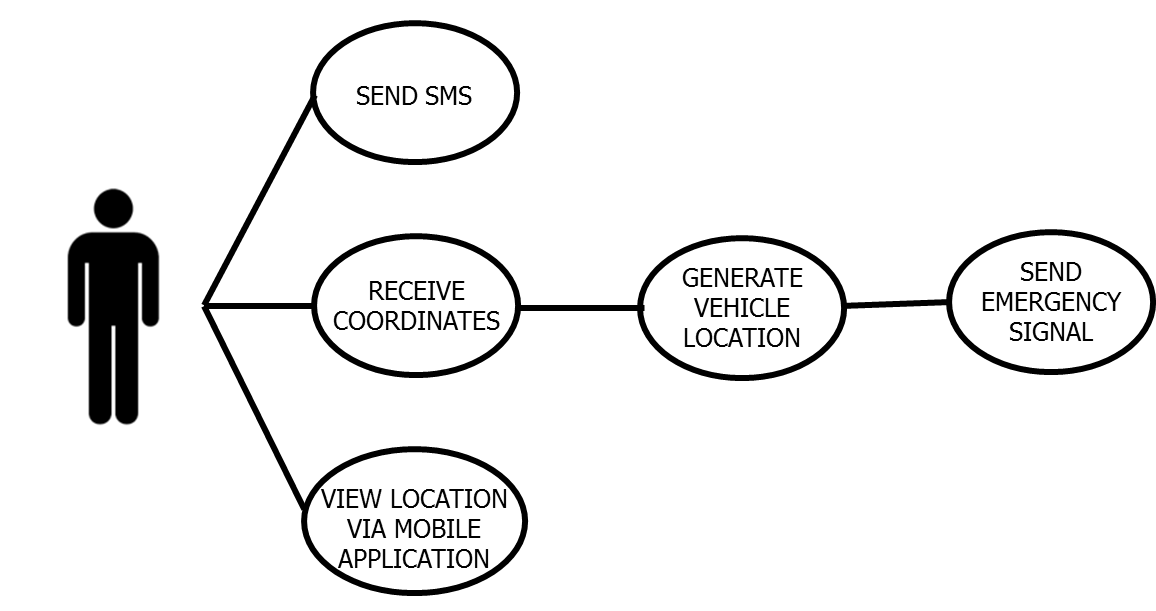 SEND SMS
RECEIVE
COORDINATES
GENERATE
VEHICLE
LOCATION
SEND
EMERGENCY
SIGNAL
VIEW LOCATION
VIA MOBILE
APPLICATION